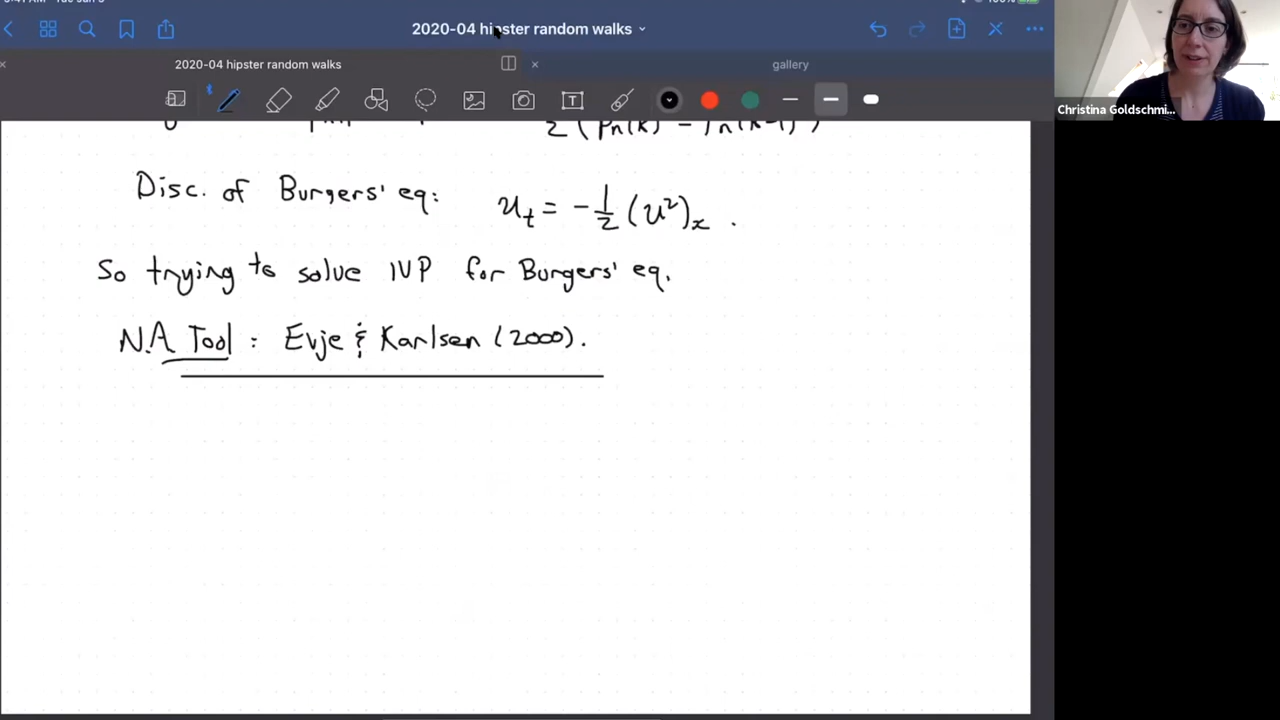 2020-04 hipster random walks
2020-04 hipster random walks
gallery
Christina Goldschmi...
Disc. of Burgers' eq: u_t = -1/2 (u²)_x .
So trying to solve IVP for Burgers' eq.
N.A Tool : Evje & Karlsen (2000).